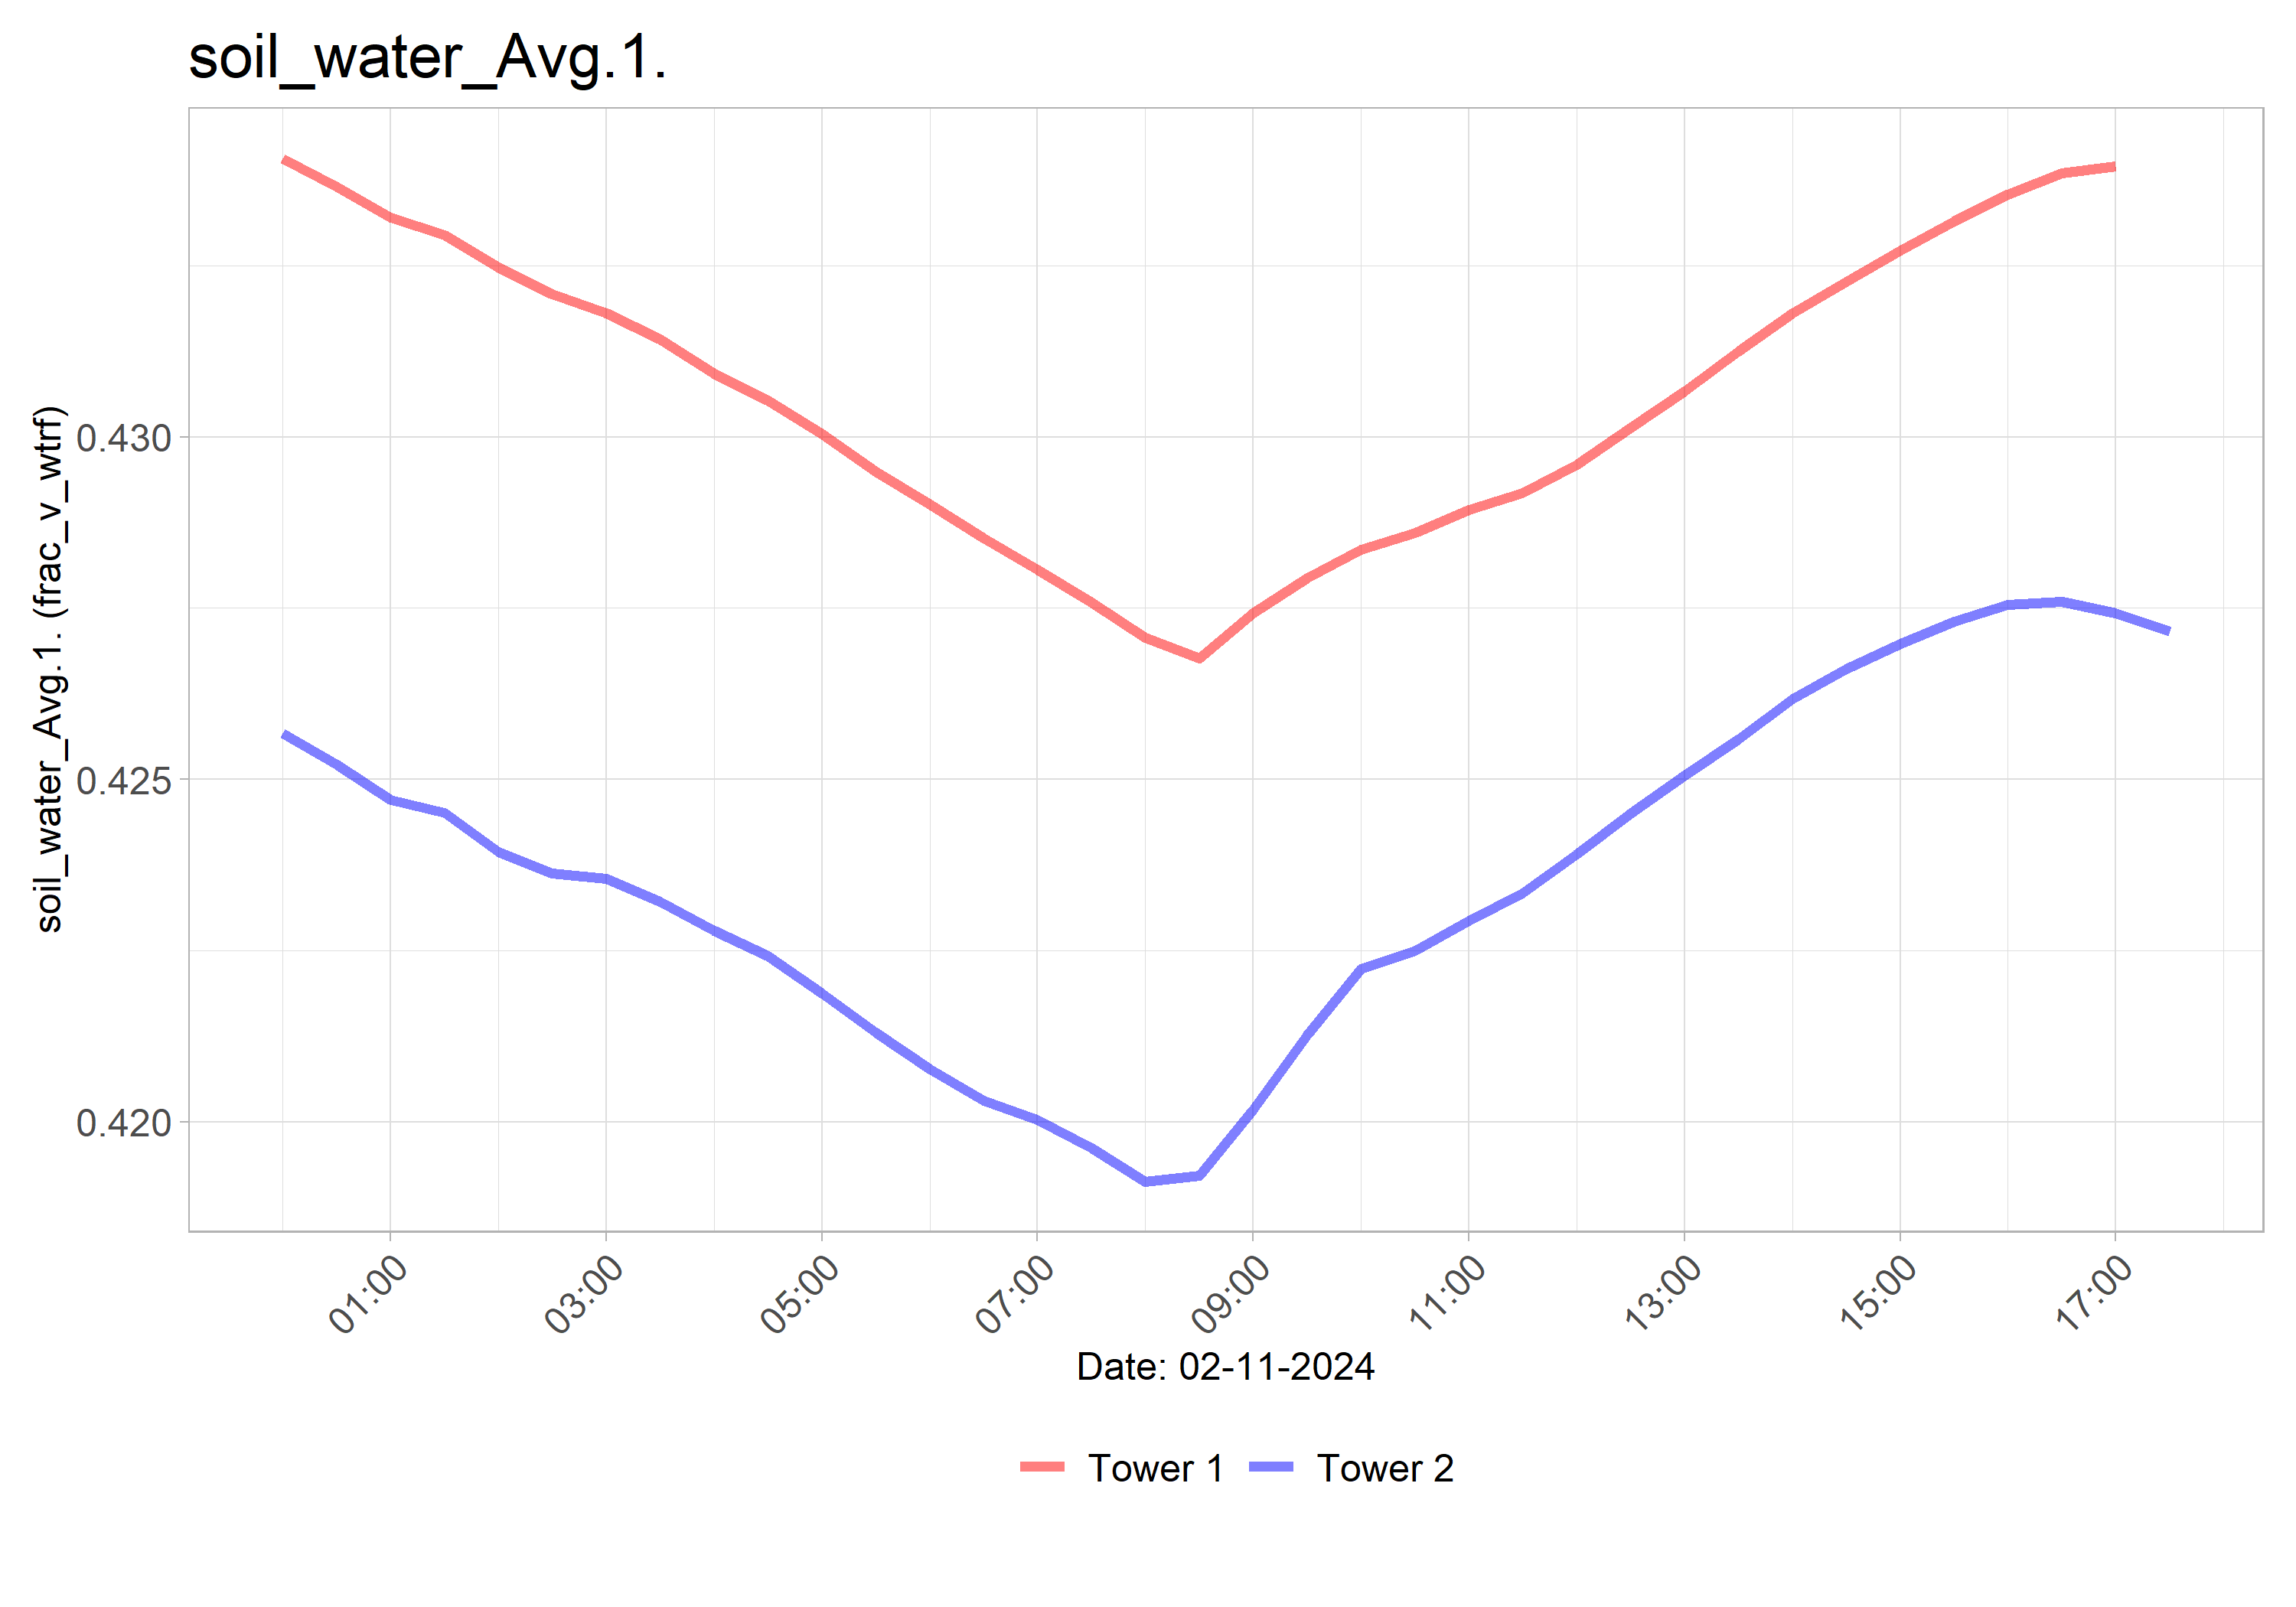 soil_water_Avg.1.
soil_water_Avg.1. (frac_v_wtrf)
0.430
0.425
0.420
01:00 03:00 05:00 07:00 09:00 11:00 13:00 15:00 17:00
Date: 02-11-2024
Tower 1 Tower 2